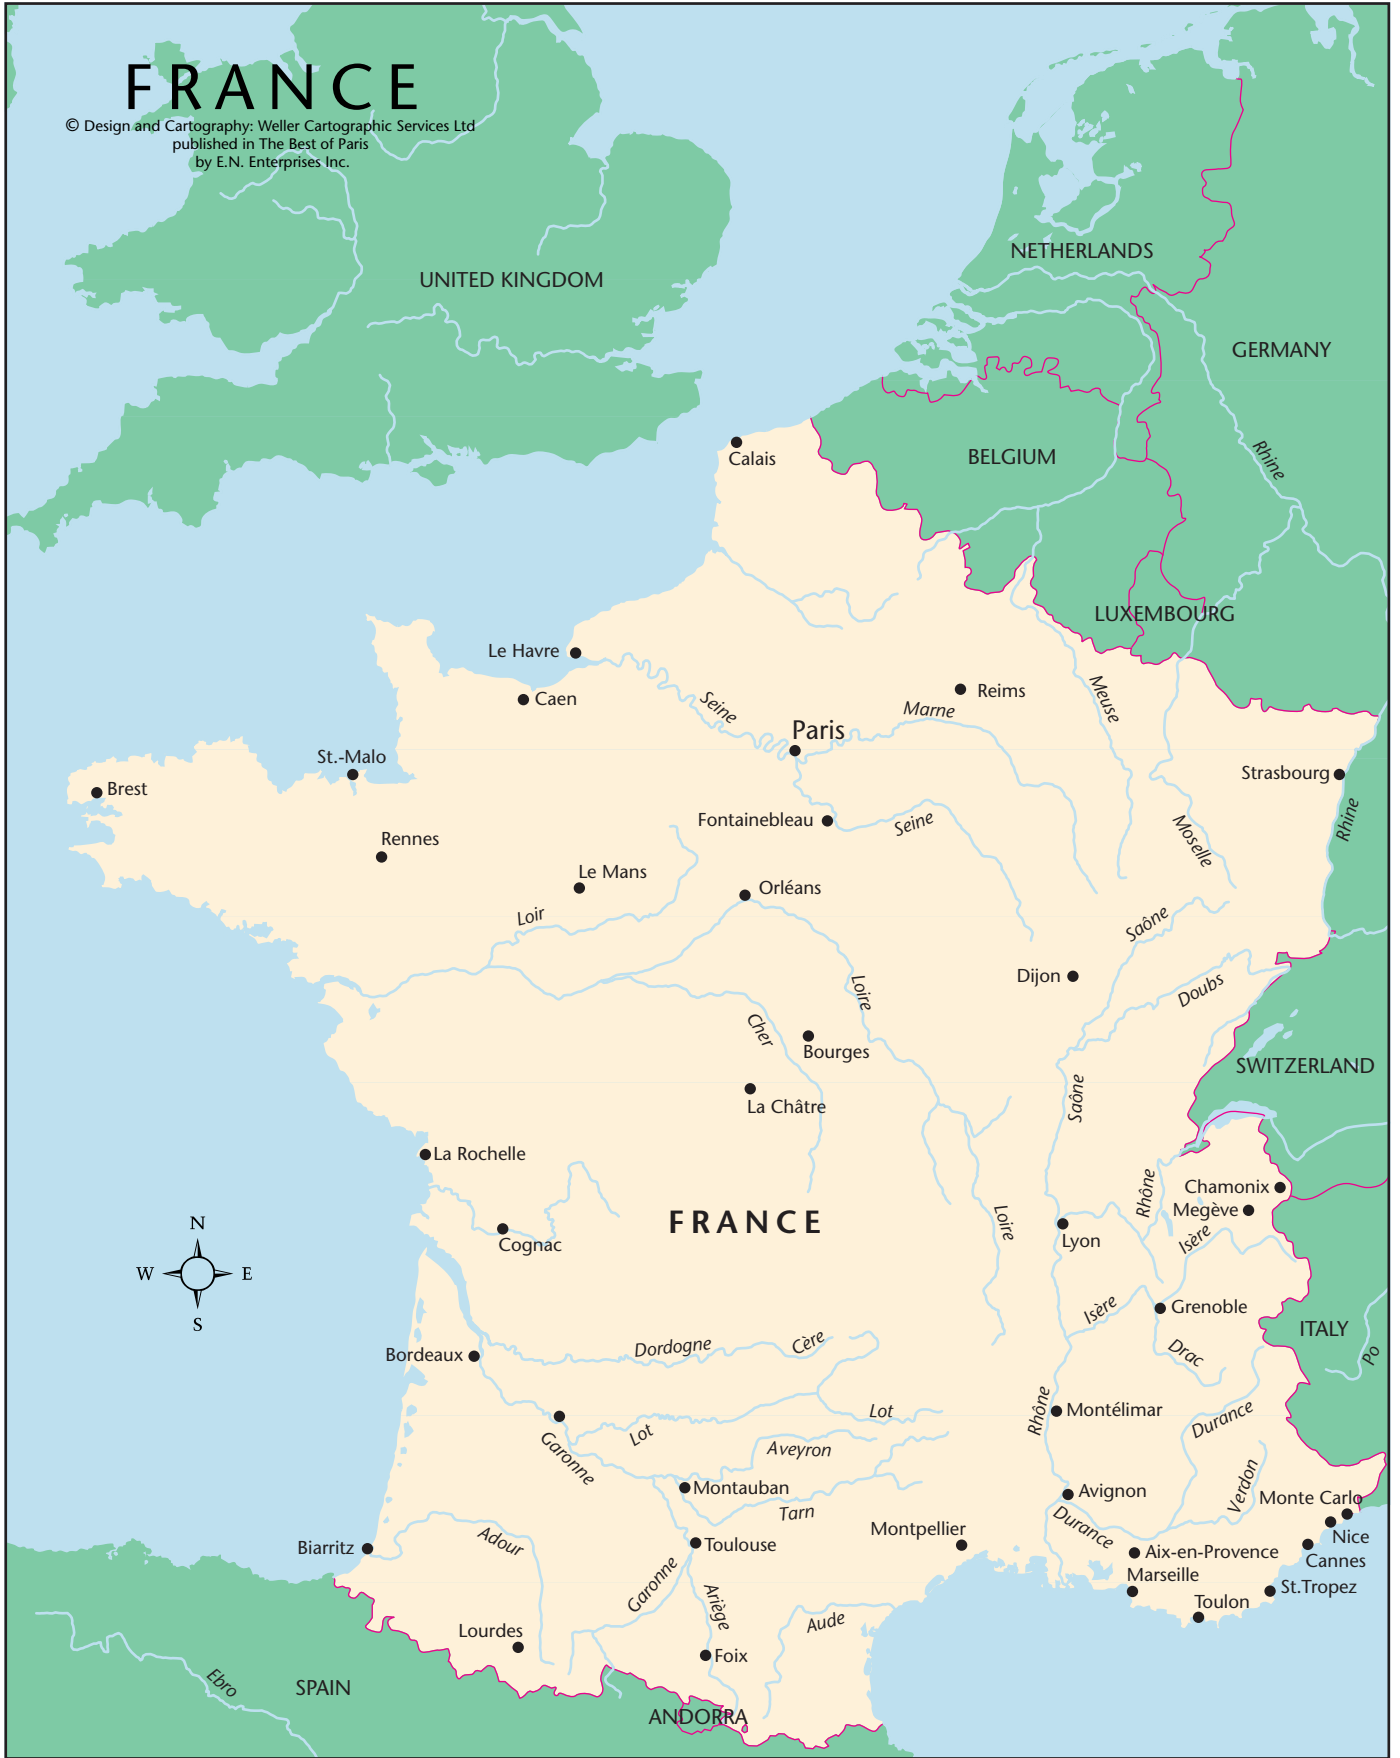 FRANCE
© Design and Cartography: Weller Cartographic Services Ltd
published in The Best of Paris
by E.N. Enterprises Inc.
NETHERLANDS
UNITED KINGDOM
GERMANY
Rhine
BELGIUM
Calais
LUXEMBOURG
Le Havre
Caen
Seine
Reims
Marne
Meuse
Paris
St.-Malo
Strasbourg
Brest
Rhine
Fontainebleau
Seine
Rennes
Moselle
Le Mans
Orléans
Loir
Saône
Dijon
Loire
Doubs
Cher
Bourges
SWITZERLAND
La Châtre
Saône
La Rochelle
Chamonix
Rhône
Megève
FRANCE
Loire
Lyon
Isère
Cognac
N
W
E
S
Isère
Grenoble
ITALY
Po
Dordogne
Cère
Bordeaux
Drac
Rhône
Montélimar
Lot
Lot
Durance
Garonne
Aveyron
Montauban
Avignon
Verdon
Monte Carlo
Tarn
Durance
Montpellier
Nice
Biarritz
Adour
Toulouse
Aix-en-Provence
Cannes
Marseille
St.Tropez
Garonne
Ariège
Toulon
Aude
Lourdes
Foix
Ebro
SPAIN
ANDORRA